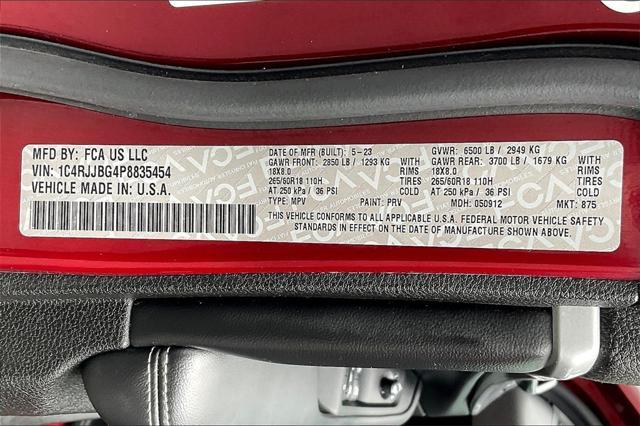 MFD BY: FCA US LLC
VIN: 1C4RJJBG4P8835454
VEHICLE MADE IN U.S.A.
DATE OF MFR (BUILT): 5-23 GVWR: 6500 LB / 2949 KG
GAWR FRONT: 2850 LB / 1293 KG GAWR REAR: 3700 LB / 1679 KG
18X8.0 RIMS 18X8.0 RIMS
265/60R18 110H TIRES 265/60R18 110H TIRES
AT 250 kPa / 36 PSI COLD AT 250 kPa / 36 PSI COLD
TYPE: MPV PAINT: PRV MDH: 050912 MKT: 875
THIS VEHICLE CONFORMS TO ALL APPLICABLE U.S.A. FEDERAL MOTOR VEHICLE SAFETY
STANDARDS IN EFFECT ON THE DATE OF MANUFACTURE SHOWN ABOVE.